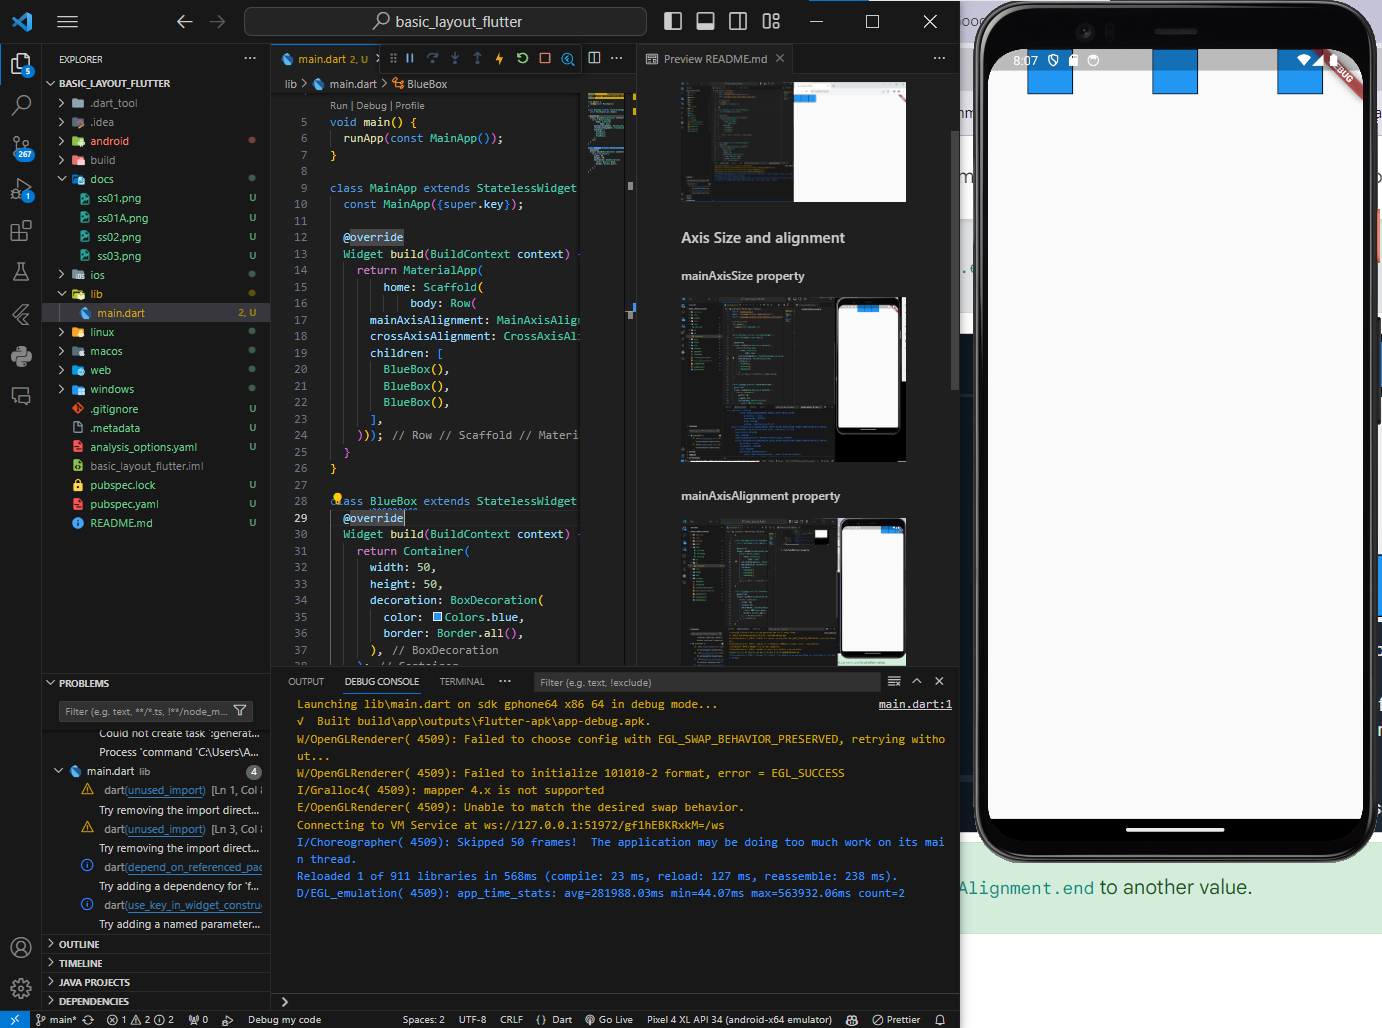 basic_layout_flutter
EXPLORER
BASIC_LAYOUT_FLUTTER
.dart_tool
.idea
android
build
docs
ss01.png U
ss01A.png U
ss02.png U
ss03.png U
ios
lib
main.dart 2, U
linux
macos
web
windows
.gitignore U
.metadata U
analysis_options.yaml U
basic_layout_flutter.iml
pubspec.lock U
pubspec.yaml U
README.md U
5
267
1
PROBLEMS
Filter (e.g. text, **/*.ts, !**/node_m...
Could not create task ':generat...
Process 'command 'C:\Users\A...
main.dart lib 4
dart(unused_import) [Ln 1, Col
Try removing the import direct...
dart(unused_import) [Ln 3, Col
Try removing the import direct...
dart(depend_on_referenced_pac
Try adding a dependency for 'f...
dart(use_key_in_widget_constru
Try adding a named parameter...
OUTLINE
TIMELINE
JAVA PROJECTS
DEPENDENCIES
main.dart 2, U
lib > main.dart > BlueBox
Run | Debug | Profile
5 void main() {
6 runApp(const MainApp());
7 }
8
9 class MainApp extends StatelessWidget
10 const MainApp({super.key});
11
12 @override
13 Widget build(BuildContext context)
14 return MaterialApp(
15 home: Scaffold(
16 body: Row(
17 mainAxisAlignment: MainAxisAlig
18 crossAxisAlignment: CrossAxisAl
19 children: [
20 BlueBox(),
21 BlueBox(),
22 BlueBox(),
23 ],
24 ))); // Row // Scaffold // Materi
25 }
26 }
27
28 class BlueBox extends StatelessWidget
29 @override
30 Widget build(BuildContext context)
31 return Container(
32 width: 50,
33 height: 50,
34 decoration: BoxDecoration(
35 color: Colors.blue,
36 border: Border.all(),
37 ), // BoxDecoration
38 ); // Container
Preview README.md
Axis Size and alignment
mainAxisSize property
mainAxisAlignment property
OUTPUT DEBUG CONSOLE TERMINAL Filter (e.g. text, !exclude)
Launching lib\main.dart on sdk gphone64 x86 64 in debug mode... main.dart:1
√ Built build\app\outputs\flutter-apk\app-debug.apk.
W/OpenGLRenderer( 4509): Failed to choose config with EGL_SWAP_BEHAVIOR_PRESERVED, retrying witho
ut...
W/OpenGLRenderer( 4509): Failed to initialize 101010-2 format, error = EGL_SUCCESS
I/Gralloc4( 4509): mapper 4.x is not supported
E/OpenGLRenderer( 4509): Unable to match the desired swap behavior.
Connecting to VM Service at ws://127.0.0.1:51972/gf1hEBKRxkM=/ws
I/Choreographer( 4509): Skipped 50 frames! The application may be doing too much work on its mai
n thread.
Reloaded 1 of 911 libraries in 568ms (compile: 23 ms, reload: 127 ms, reassemble: 238 ms).
D/EGL_emulation( 4509): app_time_stats: avg=281988.03ms min=44.07ms max=563932.06ms count=2
main* 1 2 2 0 Debug my code Spaces: 2 UTF-8 CRLF {} Dart Go Live Pixel 4 XL API 34 (android-x64 emulator) Prettier
8:07
DEBUG
Alignment.end to another value.